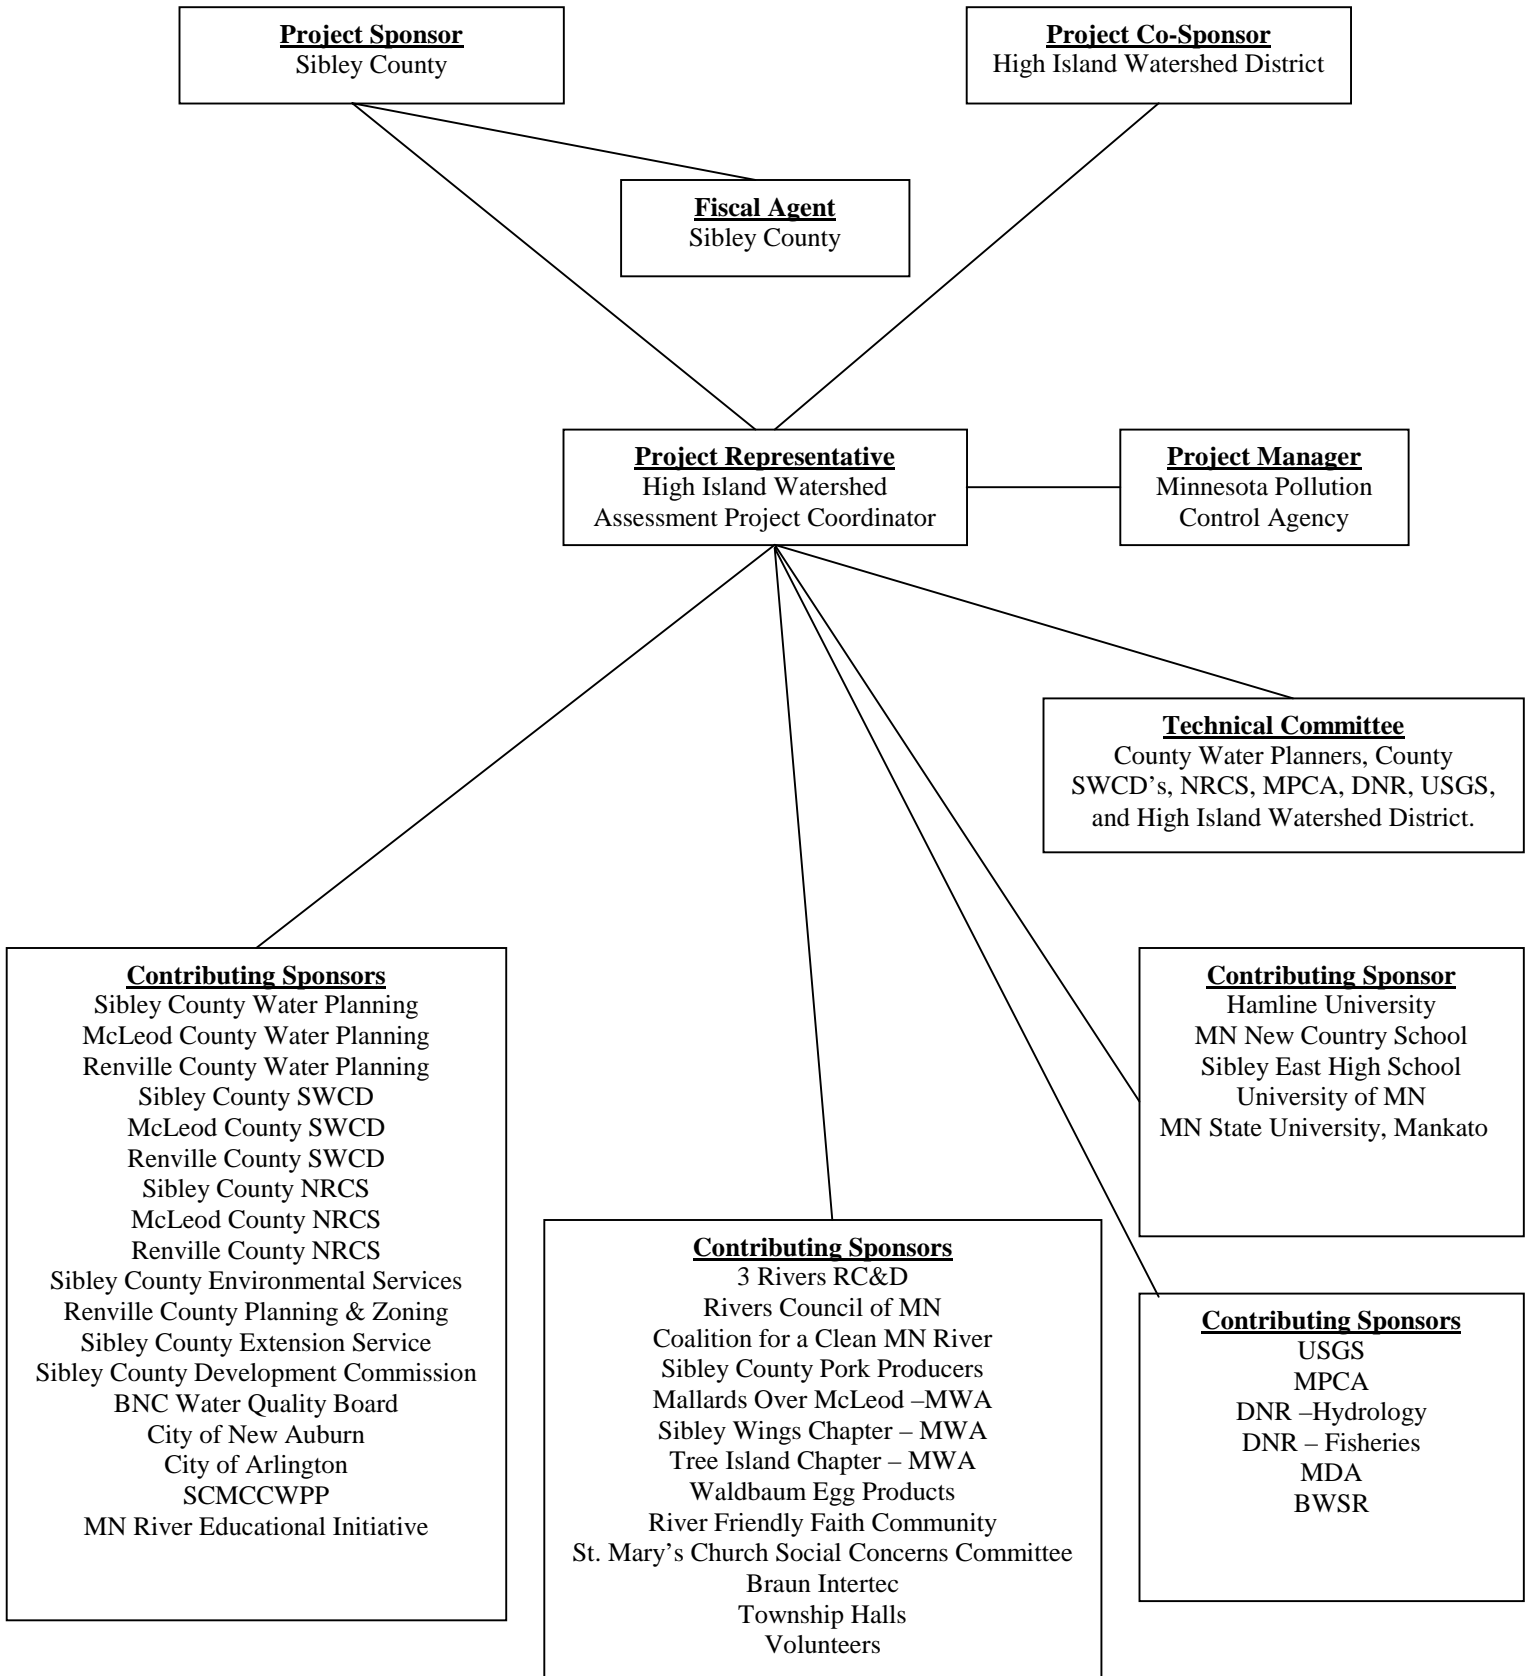 Project Sponsor
Sibley County
Project Co-Sponsor
High Island Watershed District
Fiscal Agent
Sibley County
Project Representative
High Island Watershed
Assessment Project Coordinator
Project Manager
Minnesota Pollution
Control Agency
Technical Committee
County Water Planners, County
SWCD's, NRCS, MPCA, DNR, USGS,
and High Island Watershed District.
Contributing Sponsors
Sibley County Water Planning
McLeod County Water Planning
Renville County Water Planning
Sibley County SWCD
McLeod County SWCD
Renville County SWCD
Sibley County NRCS
McLeod County NRCS
Renville County NRCS
Sibley County Environmental Services
Renville County Planning & Zoning
Sibley County Extension Service
Sibley County Development Commission
BNC Water Quality Board
City of New Auburn
City of Arlington
SCMCCWPP
MN River Educational Initiative
Contributing Sponsors
3 Rivers RC&D
Rivers Council of MN
Coalition for a Clean MN River
Sibley County Pork Producers
Mallards Over McLeod –MWA
Sibley Wings Chapter – MWA
Tree Island Chapter – MWA
Waldbaum Egg Products
River Friendly Faith Community
St. Mary's Church Social Concerns Committee
Braun Intertec
Township Halls
Volunteers
Contributing Sponsor
Hamline University
MN New Country School
Sibley East High School
University of MN
MN State University, Mankato
Contributing Sponsors
USGS
MPCA
DNR –Hydrology
DNR – Fisheries
MDA
BWSR